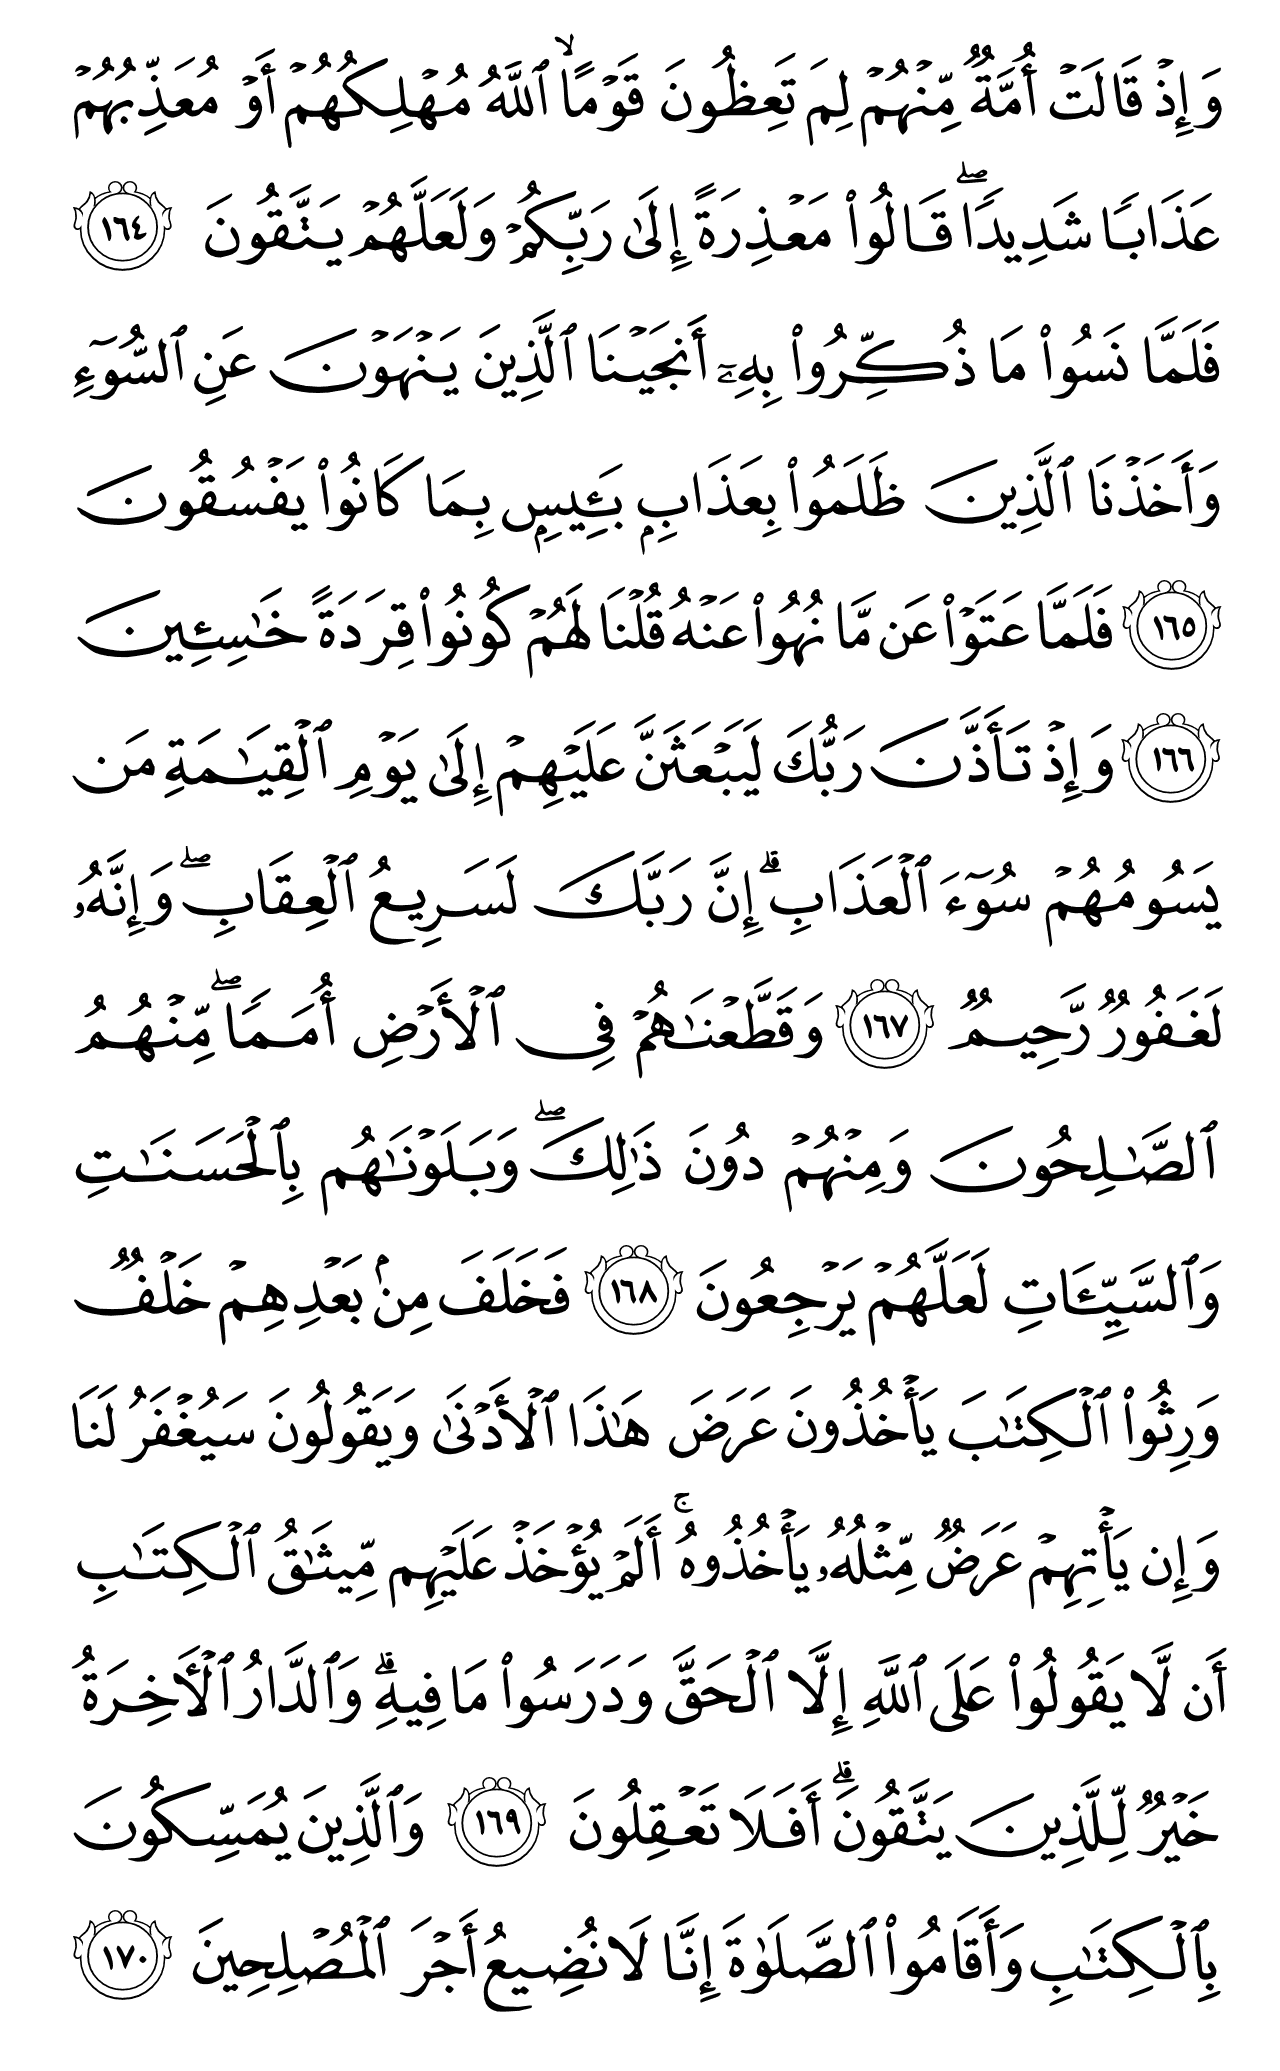 وَإِذۡ قَالَتۡ أُمَّةٞ مِّنۡهُمۡ لِمَ تَعِظُونَ قَوۡمًا ۙ ٱللَّهُ مُهۡلِكُهُمۡ أَوۡ مُعَذِّبُهُمۡ
عَذَابٗا شَدِيدٗاۖ قَالُواْ مَعۡذِرَةً إِلَىٰ رَبِّكُمۡ وَلَعَلَّهُمۡ يَتَّقُونَ ١٦٤
فَلَمَّا نَسُواْ مَا ذُكِّرُواْ بِهِۦٓ أَنجَيۡنَا ٱلَّذِينَ يَنۡهَوۡنَ عَنِ ٱلسُّوٓءِ
وَأَخَذۡنَا ٱلَّذِينَ ظَلَمُواْ بِعَذَابِۭ بَـِٔيسِۭ بِمَا كَانُواْ يَفۡسُقُونَ
١٦٥ فَلَمَّا عَتَوۡاْ عَن مَّا نُهُواْ عَنۡهُ قُلۡنَا لَهُمۡ كُونُواْ قِرَدَةً خَٰسِـِٔينَ
١٦٦ وَإِذۡ تَأَذَّنَ رَبُّكَ لَيَبۡعَثَنَّ عَلَيۡهِمۡ إِلَىٰ يَوۡمِ ٱلۡقِيَٰمَةِ مَن
يَسُومُهُمۡ سُوٓءَ ٱلۡعَذَابِۗ إِنَّ رَبَّكَ لَسَرِيعُ ٱلۡعِقَابِۖ وَإِنَّهُۥ
لَغَفُورٞ رَّحِيمٞ ١٦٧ وَقَطَّعۡنَٰهُمۡ فِي ٱلۡأَرۡضِ أُمَمٗاۖ مِّنۡهُمُ
ٱلصَّٰلِحُونَ وَمِنۡهُمۡ دُونَ ذَٰلِكَۖ وَبَلَوۡنَٰهُم بِٱلۡحَسَنَٰتِ
وَٱلسَّيِّـَٔاتِ لَعَلَّهُمۡ يَرۡجِعُونَ ١٦٨ فَخَلَفَ مِنۢ بَعۡدِهِمۡ خَلۡفٞ
وَرِثُواْ ٱلۡكِتَٰبَ يَأۡخُذُونَ عَرَضَ هَٰذَا ٱلۡأَدۡنَىٰ وَيَقُولُونَ سَيُغۡفَرُ لَنَا
وَإِن يَأۡتِهِمۡ عَرَضٞ مِّثۡلُهُۥ يَأۡخُذُوهُۚ أَلَمۡ يُؤۡخَذۡ عَلَيۡهِم مِّيثَٰقُ ٱلۡكِتَٰبِ
أَن لَّا يَقُولُواْ عَلَى ٱللَّهِ إِلَّا ٱلۡحَقَّ وَدَرَسُواْ مَا فِيهِۗ وَٱلدَّارُ ٱلۡأٓخِرَةُ
خَيۡرٞ لِّلَّذِينَ يَتَّقُونَۚ أَفَلَا تَعۡقِلُونَ ١٦٩ وَٱلَّذِينَ يُمَسِّكُونَ
بِٱلۡكِتَٰبِ وَأَقَامُواْ ٱلصَّلَوٰةَ إِنَّا لَا نُضِيعُ أَجۡرَ ٱلۡمُصۡلِحِينَ ١٧٠